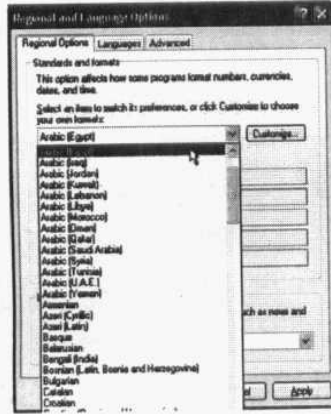 Regional and Language Options
Regional Options Languages Advanced
Standards and formats
This option affects how some programs format numbers, currencies,
dates, and time.
Select an item to match its preferences, or click Customize to choose
your own formats:
Arabic (Egypt) Customize...
Arabic (Iraq)
Arabic (Jordan)
Arabic (Kuwait)
Arabic (Lebanon)
Arabic (Libya)
Arabic (Morocco)
Arabic (Oman)
Arabic (Qatar)
Arabic (Saudi Arabia)
Arabic (Syria)
Arabic (Tunisia)
Arabic (U.A.E.)
Arabic (Yemen)
Armenian
Azeri (Cyrillic)
Azeri (Latin)
Basque
Belarusian
Bengali (India)
Bosnian (Latin, Bosnia and Herzegovina)
Bulgarian
Catalan
Croatian
such as news and
Apply